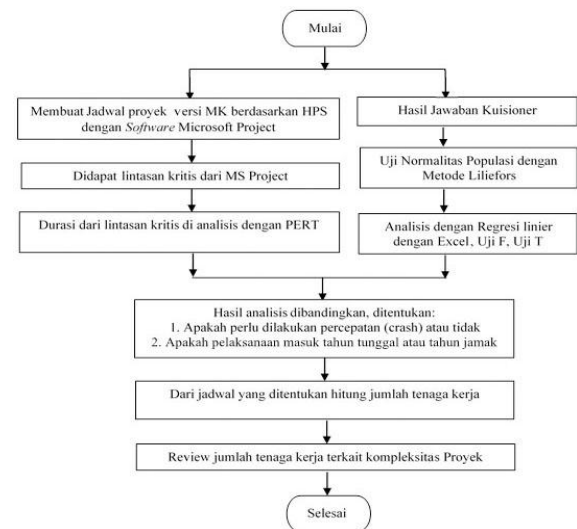 Mulai
Membuat Jadwal proyek versi MK berdasarkan HPS
dengan Software Microsoft Project
Hasil Jawaban Kuisioner
Didapat lintasan kritis dari MS Project
Uji Normalitas Populasi dengan
Metode Liliefors
Durasi dari lintasan kritis di analisis dengan PERT
Analisis dengan Regresi linier
dengan Excel, Uji F, Uji T
Hasil analisis dibandingkan, ditentukan:
1. Apakah perlu dilakukan percepatan (crash) atau tidak
2. Apakah pelaksanaan masuk tahun tunggal atau tahun jamak
Dari jadwal yang ditentukan hitung jumlah tenaga kerja
Review jumlah tenaga kerja terkait kompleksitas Proyek
Selesai